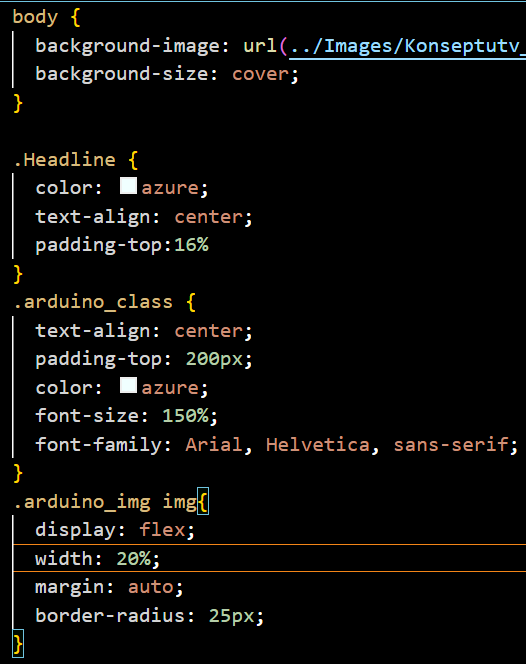 body {
background-image: url(../Images/Konseptutv_
background-size: cover;
}
.Headline {
color: azure;
text-align: center;
padding-top:16%
}
.arduino_class {
text-align: center;
padding-top: 200px;
color: azure;
font-size: 150%;
font-family: Arial, Helvetica, sans-serif;
}
.arduino_img img{
display: flex;
width: 20%;
margin: auto;
border-radius: 25px;
}